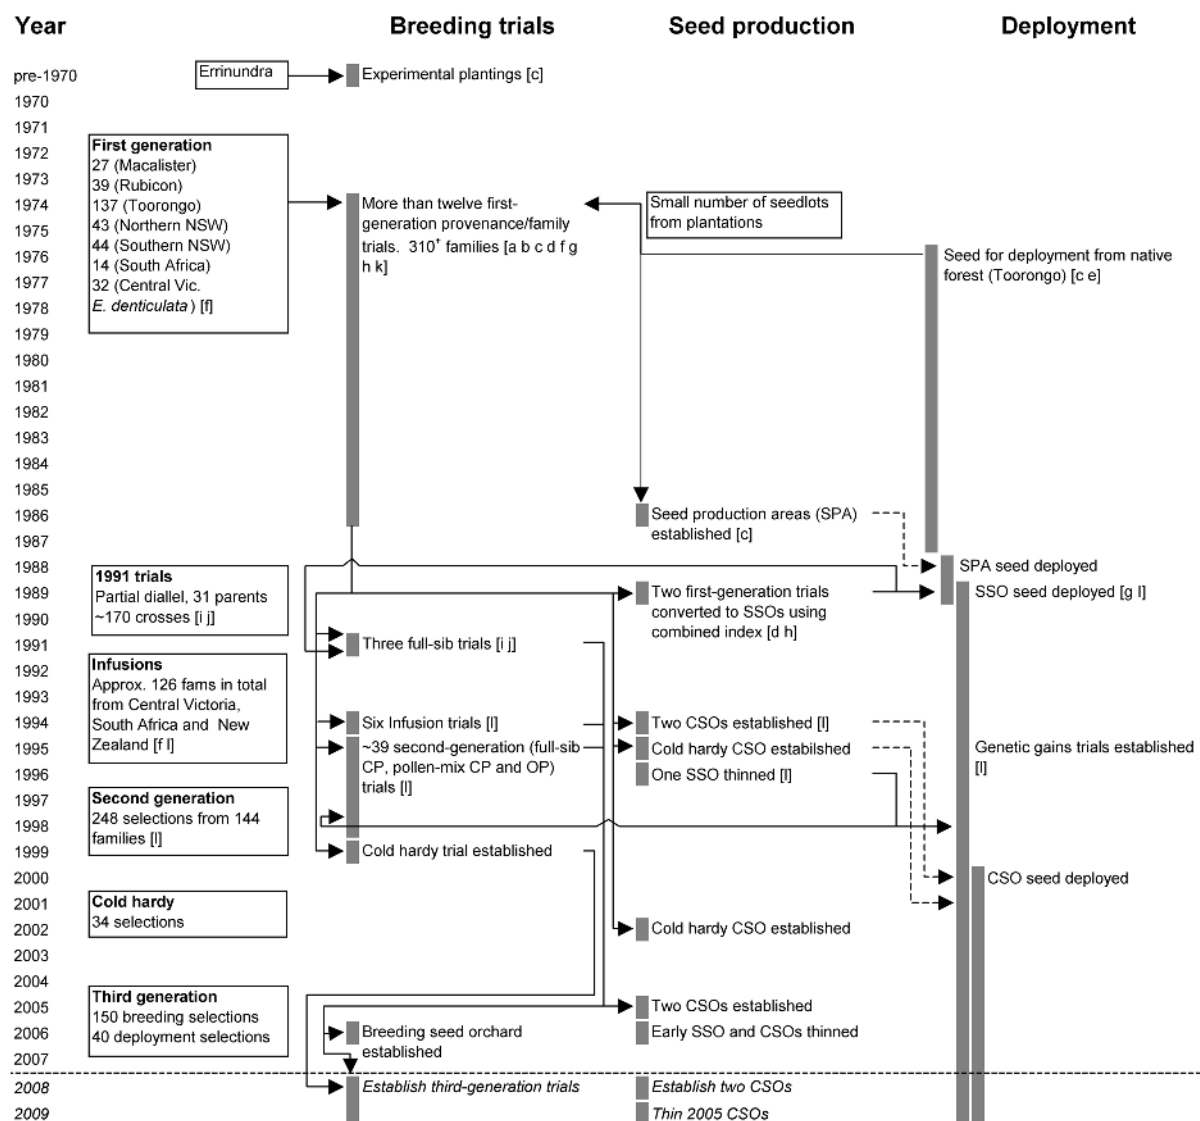 Year
Breeding trials
Seed production
Deployment
pre-1970
Errinundra
Experimental plantings [c]
1970
1971
First generation
27 (Macalister)
39 (Rubicon)
137 (Toorongo)
43 (Northern NSW)
44 (Southern NSW)
14 (South Africa)
32 (Central Vic.
E. denticulata) [f]
1972
1973
1974
More than twelve first-
generation provenance/family
trials. 310+ families [a b c d f g
h k]
Small number of seedlots
from plantations
1975
1976
Seed for deployment from native
forest (Toorongo) [c e]
1977
1978
1979
1980
1981
1982
1983
1984
1985
1986
Seed production areas (SPA)
established [c]
1987
1988
SPA seed deployed
1991 trials
Partial diallel, 31 parents
~170 crosses [i j]
1989
Two first-generation trials
converted to SSOs using
combined index [d h]
SSO seed deployed [g l]
1990
1991
Three full-sib trials [i j]
Infusions
Approx. 126 fams in total
from Central Victoria,
South Africa and New
Zealand [f l]
1992
1993
1994
Six Infusion trials [l]
Two CSOs established [l]
1995
~39 second-generation (full-sib
CP, pollen-mix CP and OP)
trials [l]
Cold hardy CSO estabilshed
Genetic gains trials established
[l]
1996
One SSO thinned [l]
1997
Second generation
248 selections from 144
families [l]
1998
1999
Cold hardy trial established
2000
CSO seed deployed
2001
Cold hardy
34 selections
2002
Cold hardy CSO established
2003
2004
2005
Third generation
150 breeding selections
40 deployment selections
Two CSOs established
2006
Breeding seed orchard
established
Early SSO and CSOs thinned
2007
2008
Establish third-generation trials
Establish two CSOs
2009
Thin 2005 CSOs